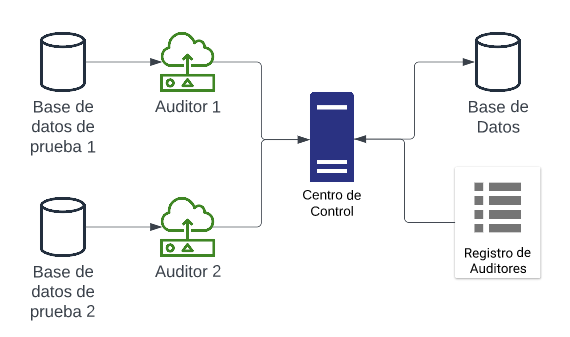 Base de
datos de
prueba 1
Auditor 1
Centro de
Control
Base de
Datos
Base de
datos de
prueba 2
Auditor 2
Registro de
Auditores